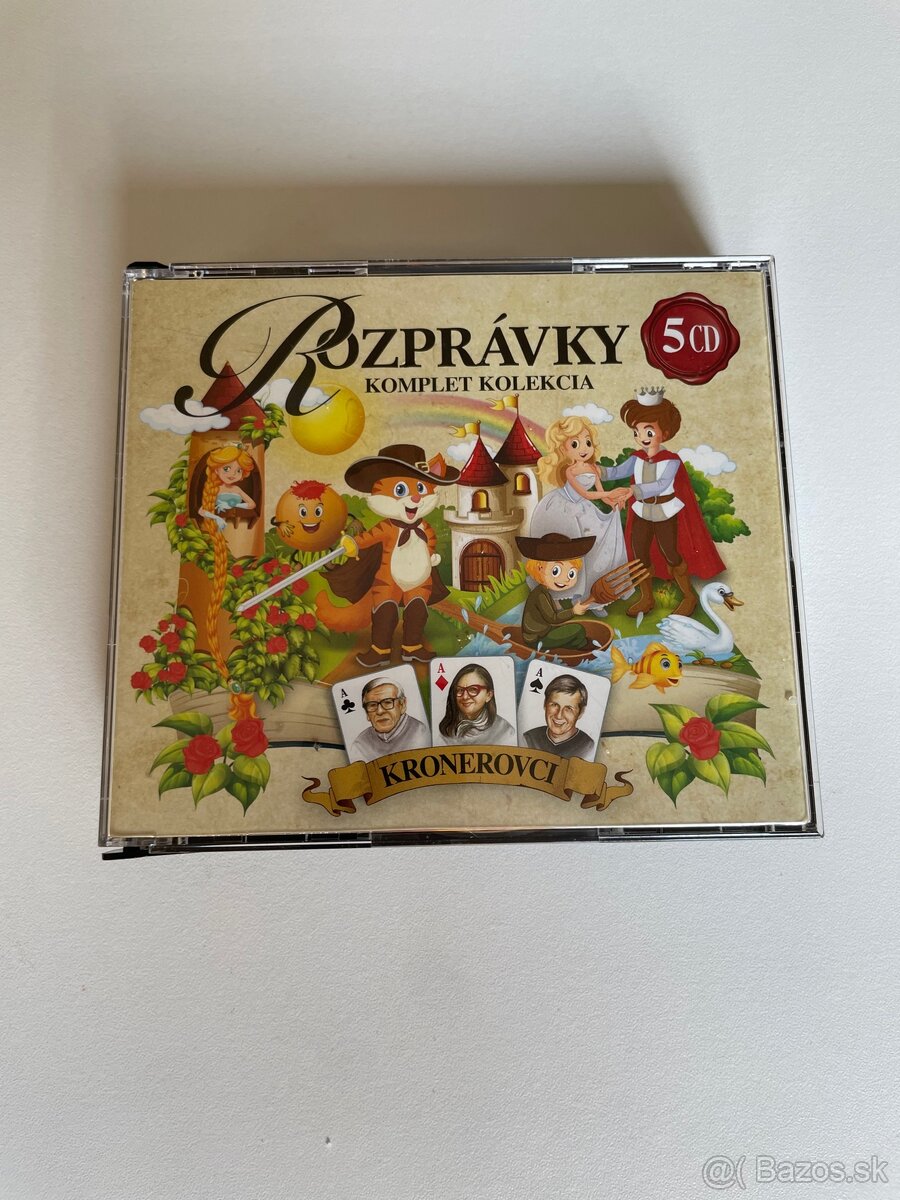 ROZPRÁVKY
KOMPLET KOLEKCIA
5 CD
A
A
A
KRONEROVCI
@( Bazos.sk